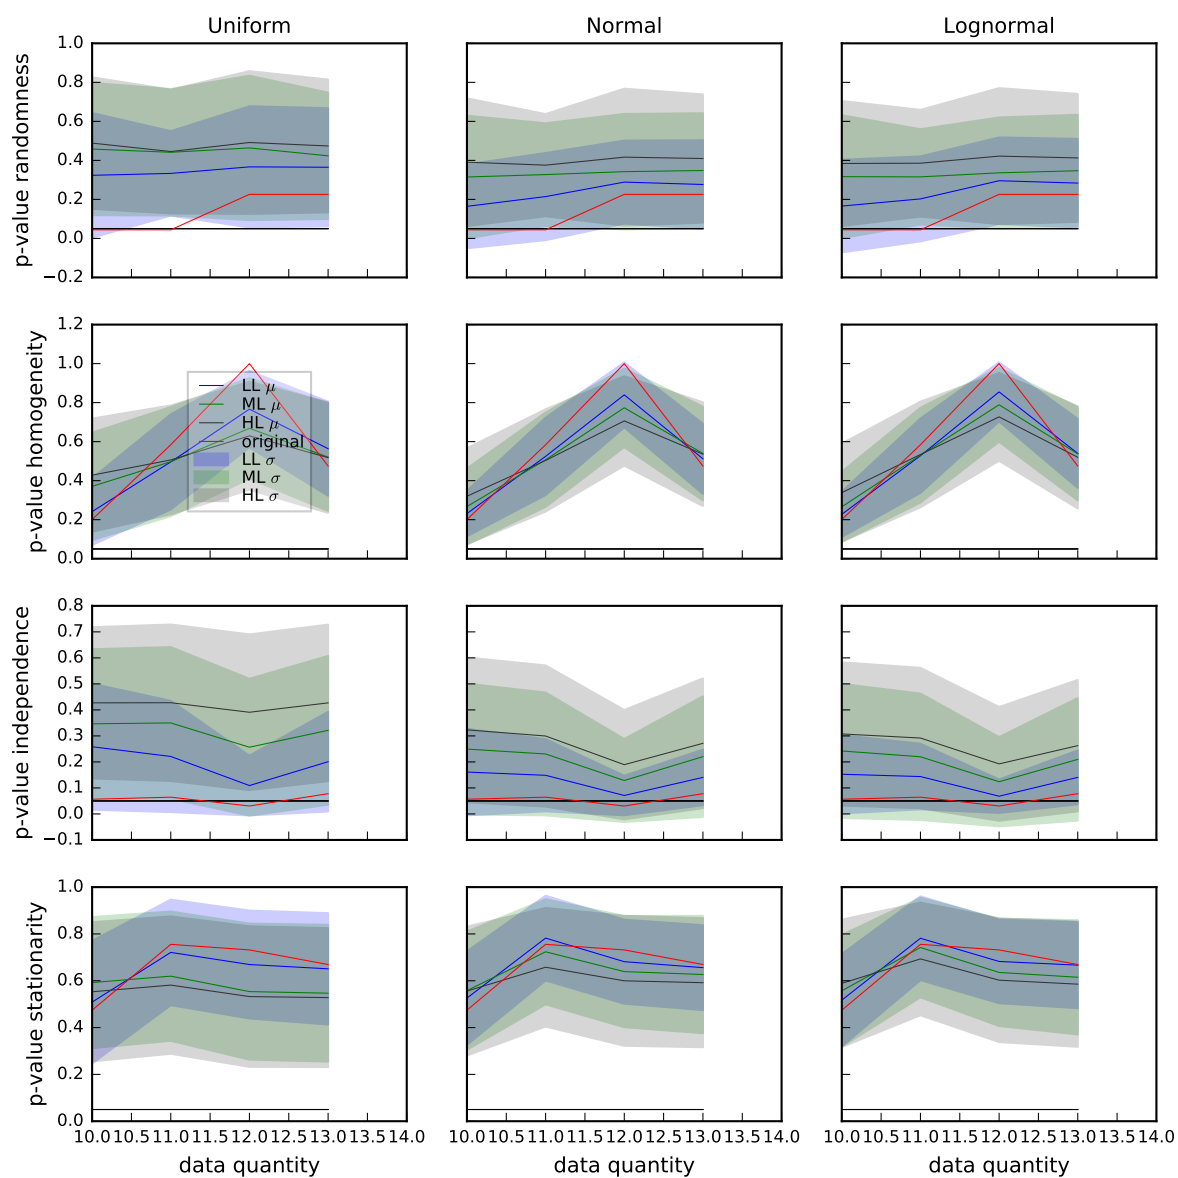 Uniform Normal Lognormal
p-value randomness
1.0
0.8
0.6
0.4
0.2
0.0
−0.2
p-value homogeneity
1.2
1.0
0.8
0.6
0.4
0.2
0.0
LL μ
ML μ
HL μ
original
LL σ
ML σ
HL σ
p-value independence
0.8
0.7
0.6
0.5
0.4
0.3
0.2
0.1
0.0
−0.1
p-value stationarity
1.0
0.8
0.6
0.4
0.2
0.0
10.0 10.5 11.0 11.5 12.0 12.5 13.0 13.5 14.0 10.0 10.5 11.0 11.5 12.0 12.5 13.0 13.5 14.0 10.0 10.5 11.0 11.5 12.0 12.5 13.0 13.5 14.0
data quantity data quantity data quantity